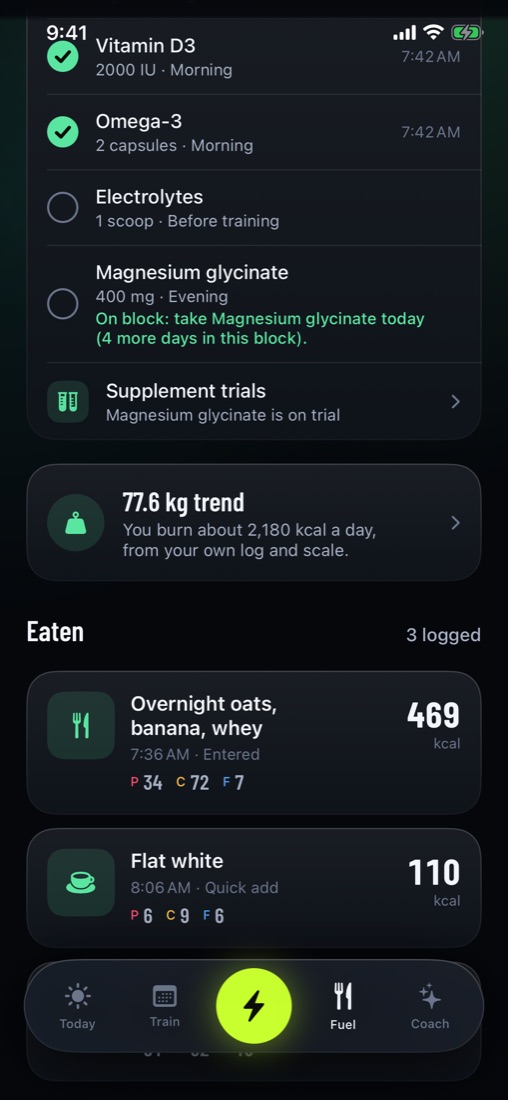 9:41
Vitamin D3
2000 IU · Morning
7:42 AM
Omega-3
2 capsules · Morning
7:42 AM
Electrolytes
1 scoop · Before training
Magnesium glycinate
400 mg · Evening
On block: take Magnesium glycinate today
(4 more days in this block).
Supplement trials
Magnesium glycinate is on trial
77.6 kg trend
You burn about 2,180 kcal a day,
from your own log and scale.
Eaten
3 logged
Overnight oats,
banana, whey
7:36 AM · Entered
P 34 C 72 F 7
469
kcal
Flat white
8:06 AM · Quick add
P 6 C 9 F 6
110
kcal
Today
Train
Fuel
Coach